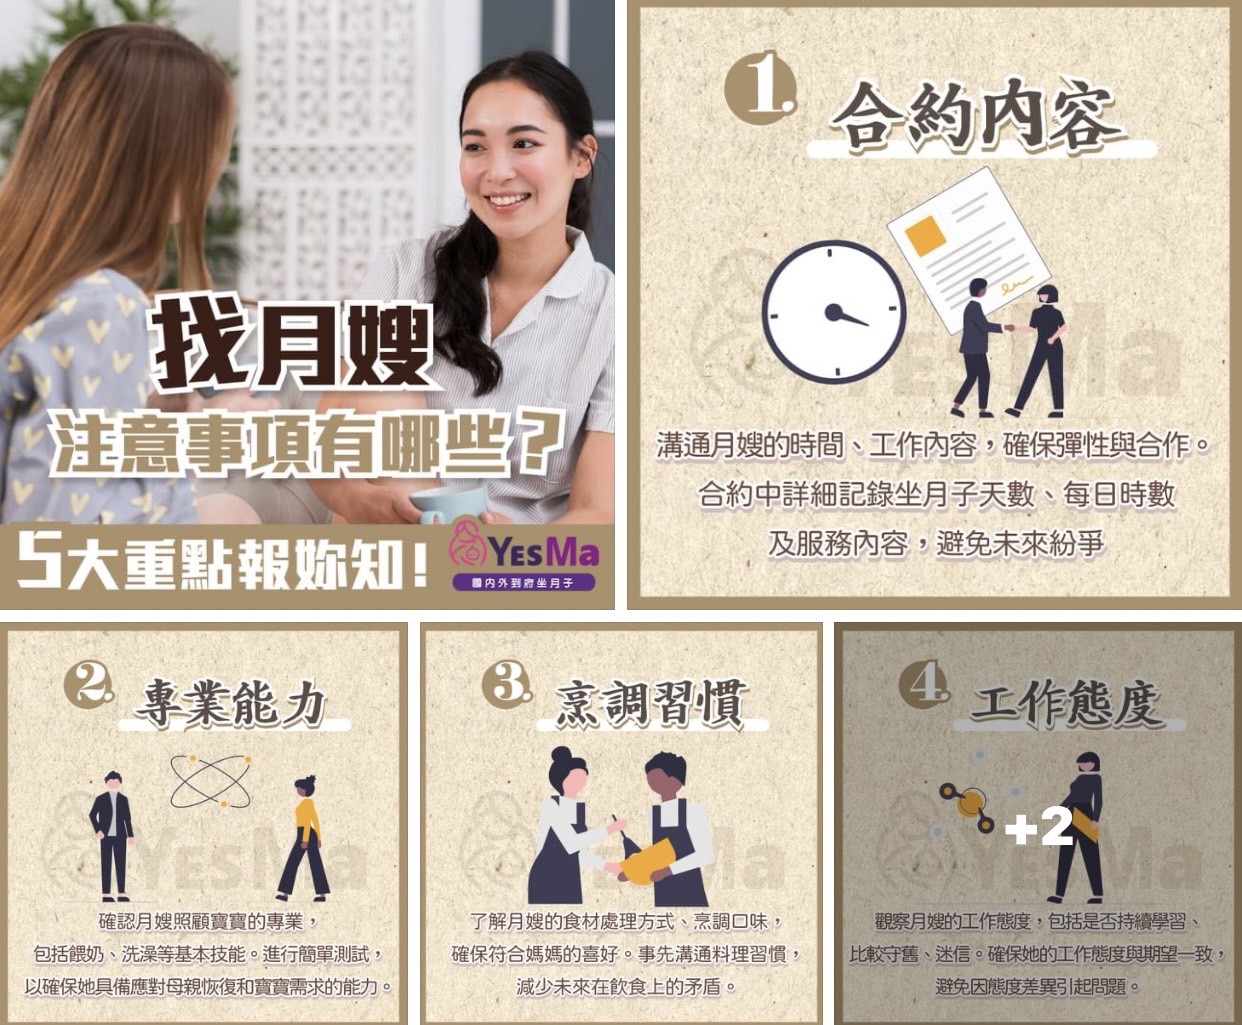 找月嫂
注意事項有哪些?
5大重點報妳知!
YESMa
國內外到府坐月子
1.
合約內容
YESMa
溝通月嫂的時間、工作內容，確保彈性與合作。
合約中詳細記錄坐月子天數、每日時數
及服務內容，避免未來紛爭
2.
專業能力
YESMa
確認月嫂照顧寶寶的專業，
包括餵奶、洗澡等基本技能。進行簡單測試，
以確保她具備應對母親恢復和寶寶需求的能力。
3.
烹調習慣
YESMa
了解月嫂的食材處理方式、烹調口味，
確保符合媽媽的喜好。事先溝通料理習慣，
減少未來在飲食上的矛盾。
4.
工作態度
+2
YESMa
觀察月嫂的工作態度，包括是否持續學習、
比較守舊、迷信。確保她的工作態度與期望一致，
避免因態度差異引起問題。